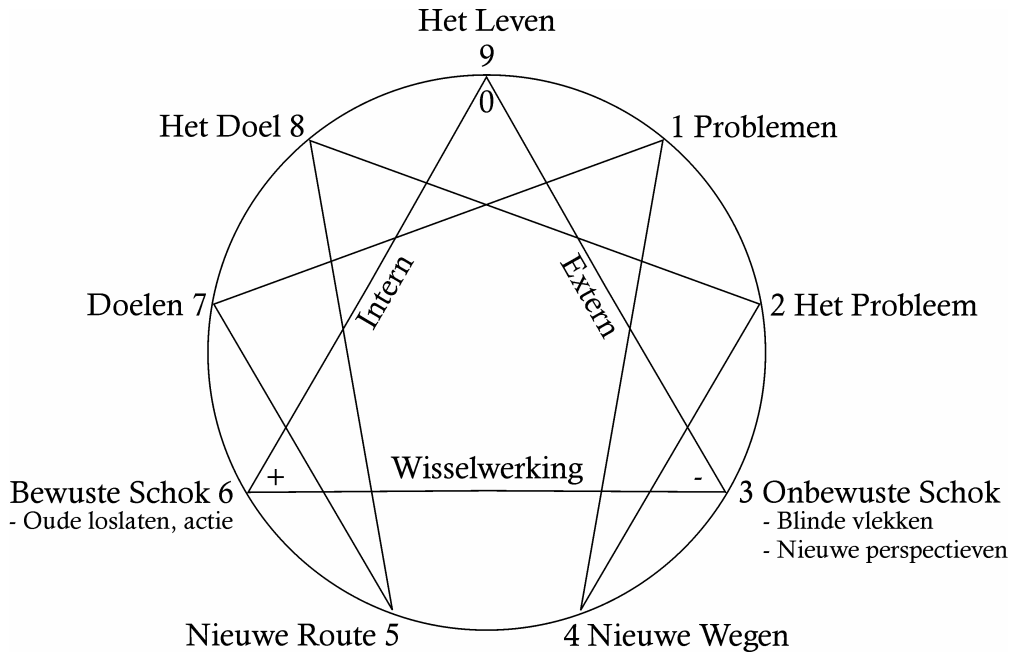 Het Leven
9
0
Het Doel 8
1 Problemen
Intern
Extern
Doelen 7
2 Het Probleem
Wisselwerking
+
-
Bewuste Schok 6
- Oude loslaten, actie
3 Onbewuste Schok
- Blinde vlekken
- Nieuwe perspectieven
Nieuwe Route 5
4 Nieuwe Wegen